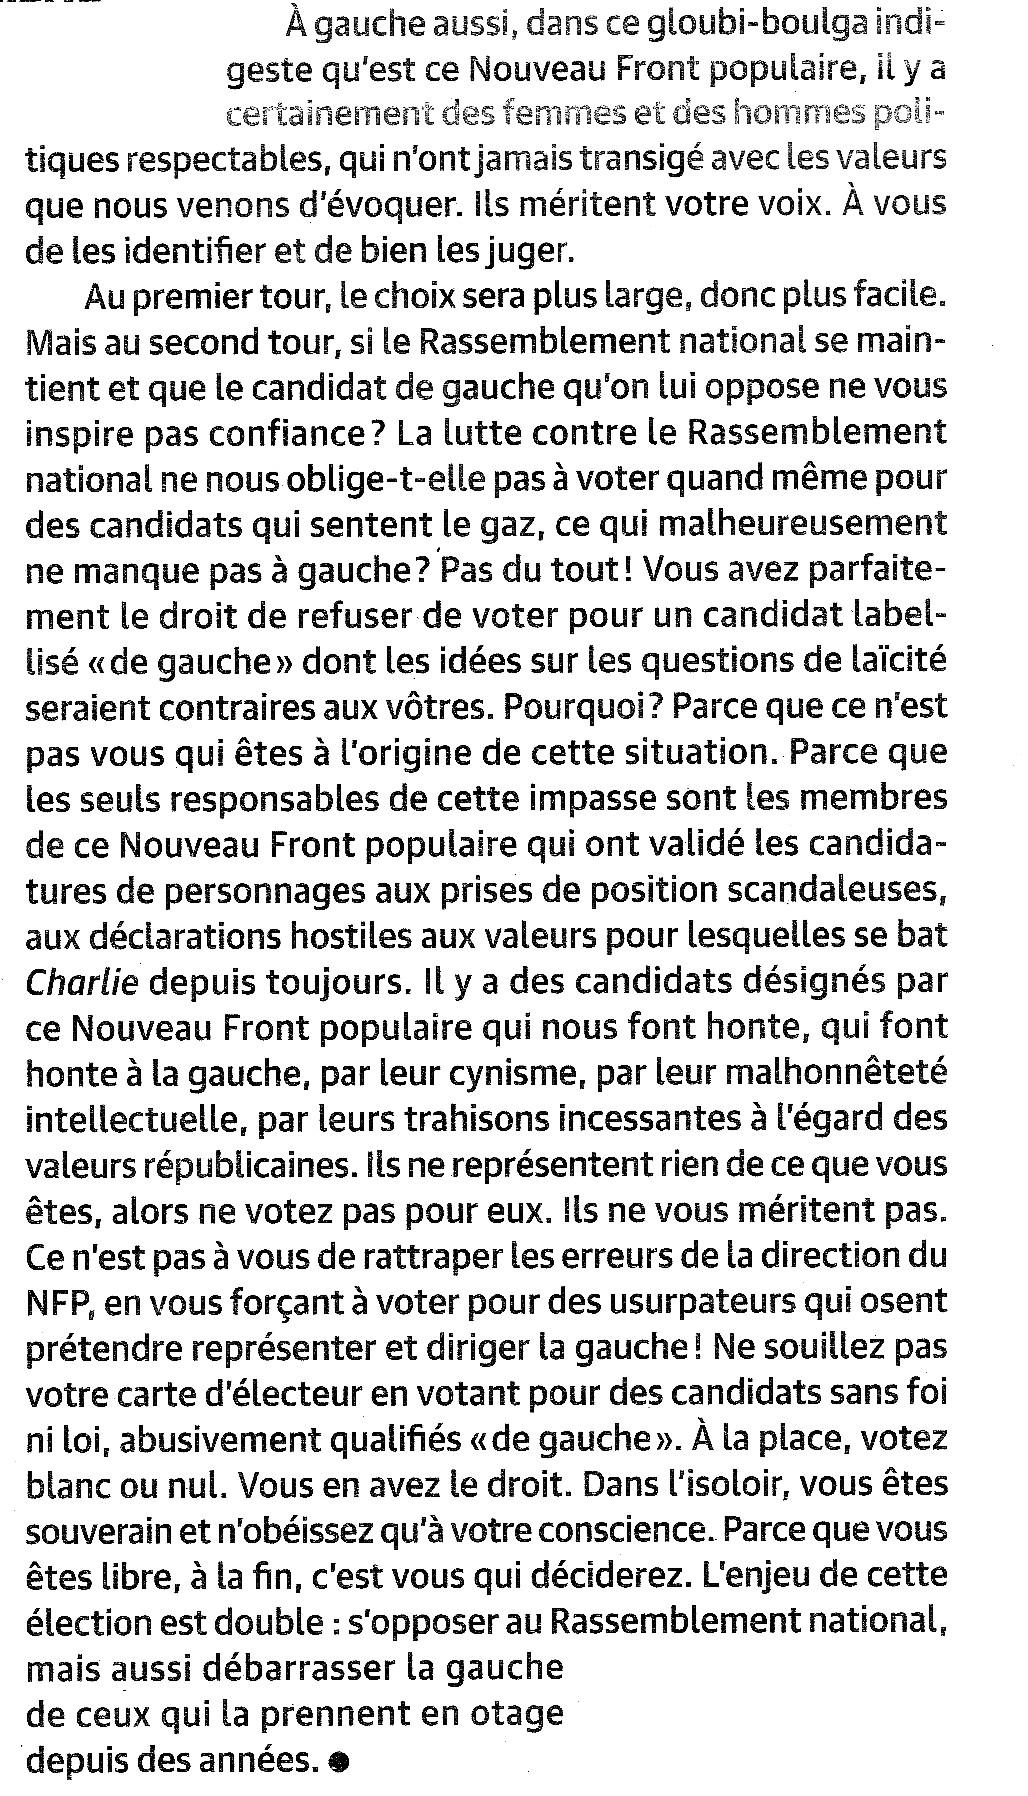 À gauche aussi, dans ce gloubi-boulga indi-
geste qu'est ce Nouveau Front populaire, il y a
certainement des femmes et des hommes poli-
tiques respectables, qui n'ont jamais transigé avec les valeurs
que nous venons d'évoquer. Ils méritent votre voix. À vous
de les identifier et de bien les juger.
Au premier tour, le choix sera plus large, donc plus facile.
Mais au second tour, si le Rassemblement national se main-
tient et que le candidat de gauche qu'on lui oppose ne vous
inspire pas confiance ? La lutte contre le Rassemblement
national ne nous oblige-t-elle pas à voter quand même pour
des candidats qui sentent le gaz, ce qui malheureusement
ne manque pas à gauche ? Pas du tout ! Vous avez parfaite-
ment le droit de refuser de voter pour un candidat label-
lisé « de gauche » dont les idées sur les questions de laïcité
seraient contraires aux vôtres. Pourquoi ? Parce que ce n'est
pas vous qui êtes à l'origine de cette situation. Parce que
les seuls responsables de cette impasse sont les membres
de ce Nouveau Front populaire qui ont validé les candida-
tures de personnages aux prises de position scandaleuses,
aux déclarations hostiles aux valeurs pour lesquelles se bat
Charlie depuis toujours. Il y a des candidats désignés par
ce Nouveau Front populaire qui nous font honte, qui font
honte à la gauche, par leur cynisme, par leur malhonnêteté
intellectuelle, par leurs trahisons incessantes à l'égard des
valeurs républicaines. Ils ne représentent rien de ce que vous
êtes, alors ne votez pas pour eux. Ils ne vous méritent pas.
Ce n'est pas à vous de rattraper les erreurs de la direction du
NFP, en vous forçant à voter pour des usurpateurs qui osent
prétendre représenter et diriger la gauche ! Ne souillez pas
votre carte d'électeur en votant pour des candidats sans foi
ni loi, abusivement qualifiés « de gauche ». À la place, votez
blanc ou nul. Vous en avez le droit. Dans l'isoloir, vous êtes
souverain et n'obéissez qu'à votre conscience. Parce que vous
êtes libre, à la fin, c'est vous qui déciderez. L'enjeu de cette
élection est double : s'opposer au Rassemblement national,
mais aussi débarrasser la gauche
de ceux qui la prennent en otage
depuis des années. ●